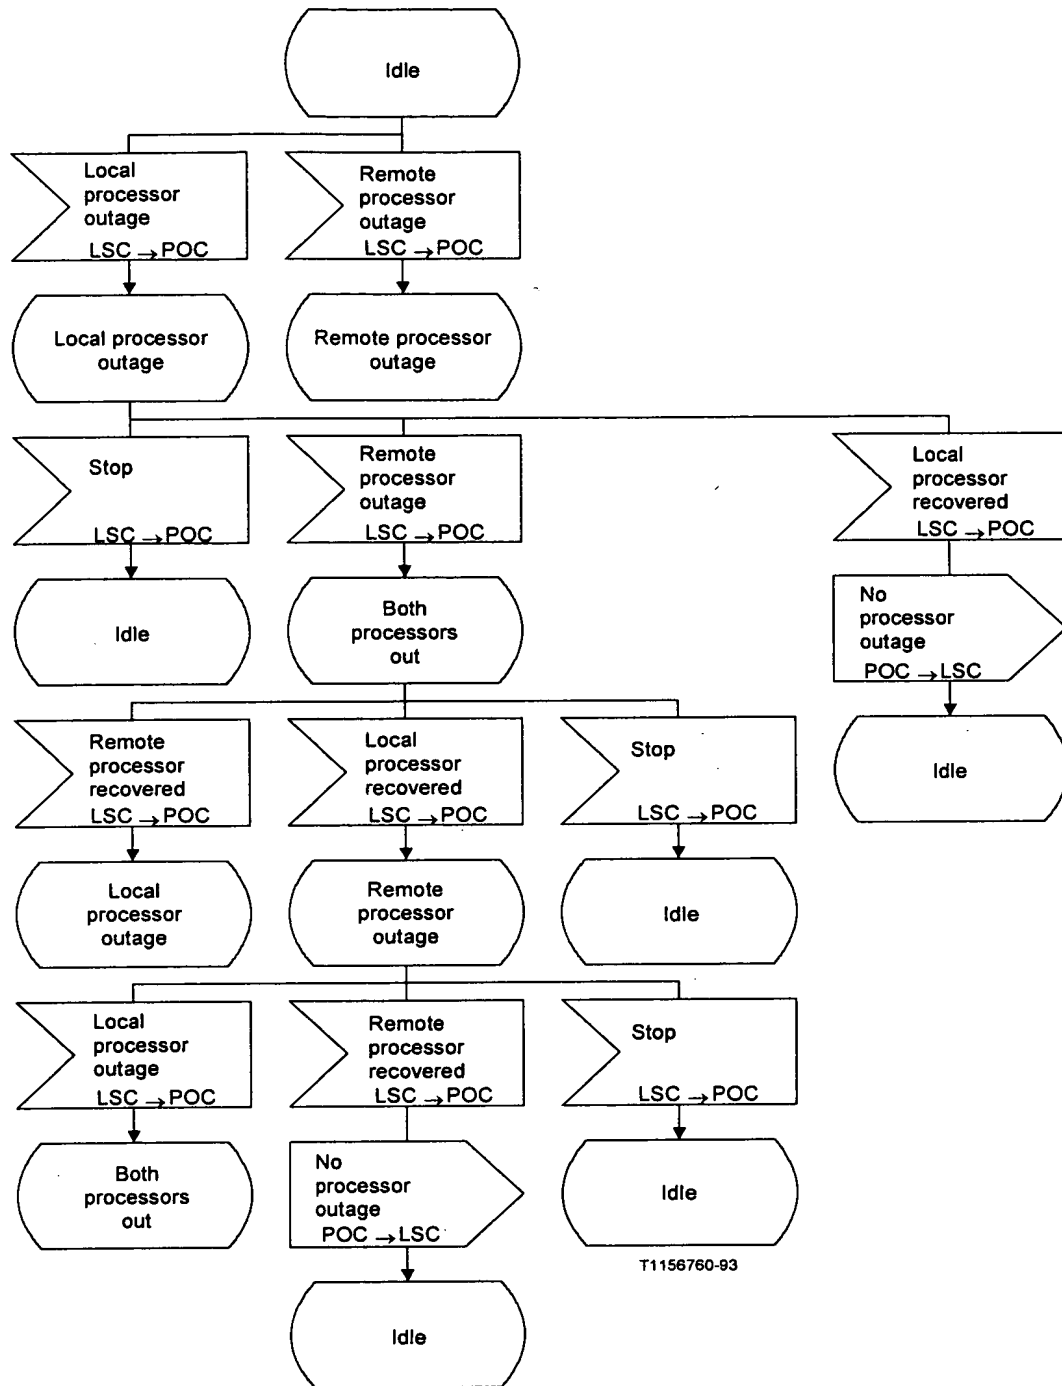 Idle
Local
processor
outage
LSC → POC
Remote
processor
outage
LSC → POC
Local processor
outage
Remote processor
outage
Stop
LSC → POC
Remote
processor
outage
LSC → POC
Local
processor
recovered
LSC → POC
Idle
Both
processors
out
No
processor
outage
POC → LSC
Remote
processor
recovered
LSC → POC
Local
processor
recovered
LSC → POC
Stop
LSC → POC
Idle
Local
processor
outage
Remote
processor
outage
Idle
Local
processor
outage
LSC → POC
Remote
processor
recovered
LSC → POC
Stop
LSC → POC
Both
processors
out
No
processor
outage
POC → LSC
Idle
T1156760-93
Idle